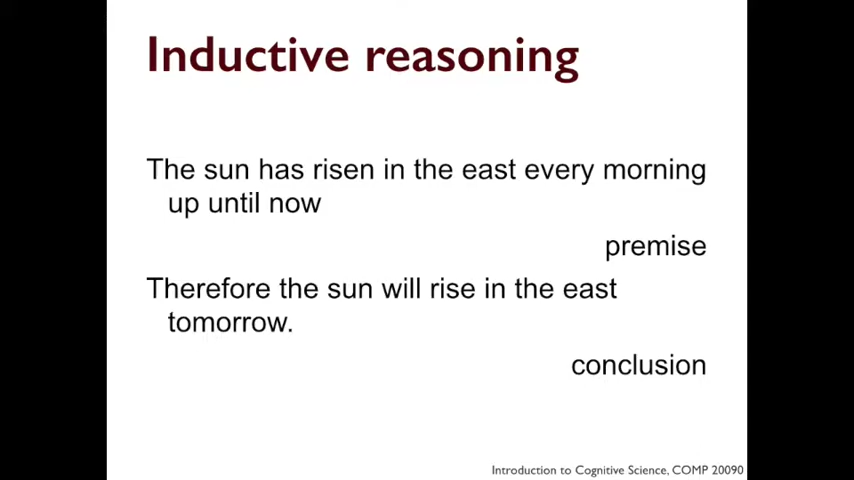 Inductive reasoning
The sun has risen in the east every morning
up until now
premise
Therefore the sun will rise in the east
tomorrow.
conclusion
Introduction to Cognitive Science, COMP 20090